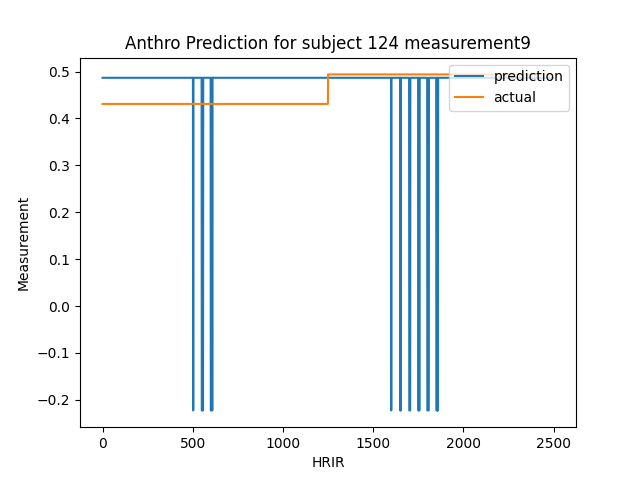 Anthro Prediction for subject 124 measurement9
prediction
actual
0.5
0.4
0.3
0.2
0.1
0.0
−0.1
−0.2
Measurement
0
500
1000
1500
2000
2500
HRIR